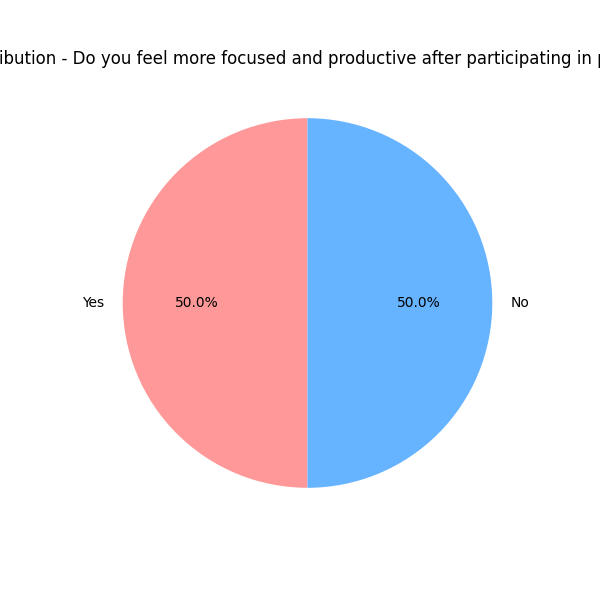 ibution - Do you feel more focused and productive after participating in
Yes
50.0%
50.0%
No